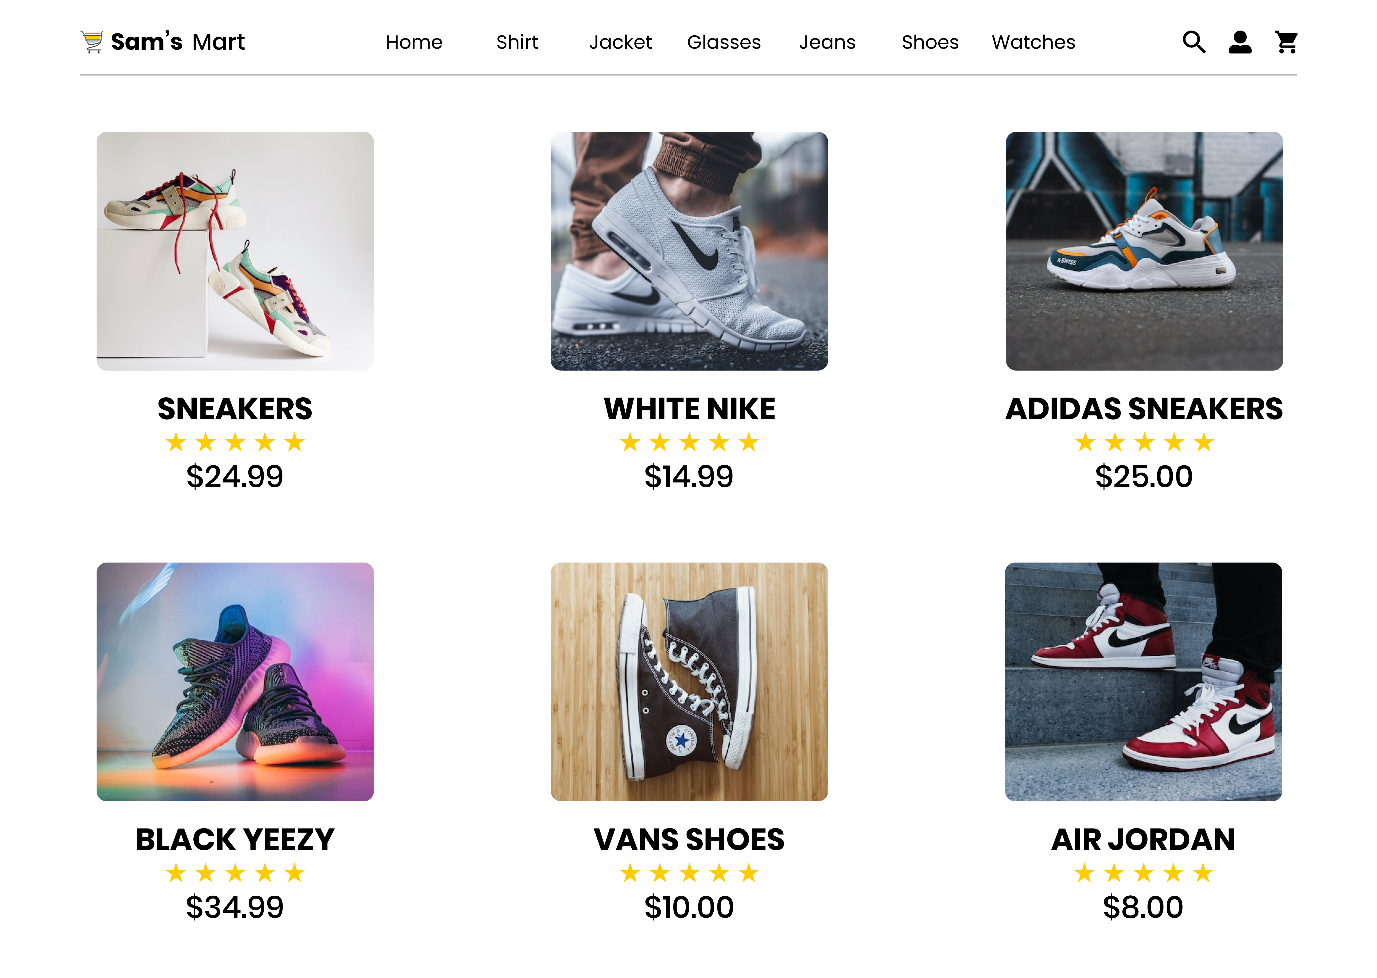 Sam's Mart
Home Shirt Jacket Glasses Jeans Shoes Watches
K-SWISS
SNEAKERS
★ ★ ★ ★ ★
$24.99
WHITE NIKE
★ ★ ★ ★ ★
$14.99
ADIDAS SNEAKERS
★ ★ ★ ★ ★
$25.00
BLACK YEEZY
★ ★ ★ ★ ★
$34.99
VANS SHOES
★ ★ ★ ★ ★
$10.00
AIR JORDAN
★ ★ ★ ★ ★
$8.00